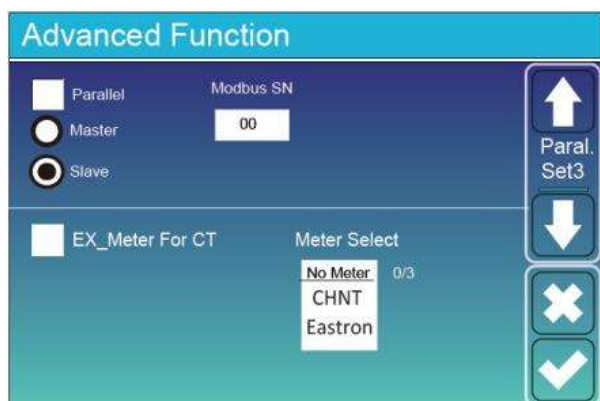 Advanced Function
Parallel
Modbus SN
Master
00
Slave
Paral.
Set3
EX_Meter For CT
Meter Select
No Meter 0/3
CHNT
Eastron